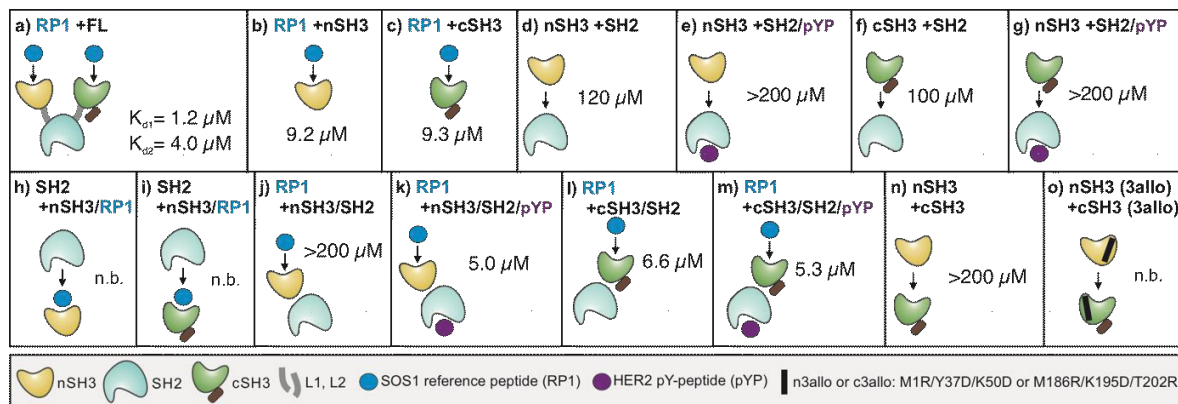 a) RP1 +FL
K_d1 = 1.2 µM
K_d2 = 4.0 µM
b) RP1 +nSH3
9.2 µM
c) RP1 +cSH3
9.3 µM
d) nSH3 +SH2
120 µM
e) nSH3 +SH2/pYP
>200 µM
f) cSH3 +SH2
100 µM
g) nSH3 +SH2/pYP
>200 µM
h) SH2
+nSH3/RP1
n.b.
i) SH2
+nSH3/RP1
n.b.
j) RP1
+nSH3/SH2
>200 µM
k) RP1
+nSH3/SH2/pYP
5.0 µM
l) RP1
+cSH3/SH2
6.6 µM
m) RP1
+cSH3/SH2/pYP
5.3 µM
n) nSH3
+cSH3
>200 µM
o) nSH3 (3allo)
+cSH3 (3allo)
n.b.
nSH3 SH2 cSH3 L1, L2 SOS1 reference peptide (RP1) HER2 pY-peptide (pYP) n3allo or c3allo: M1R/Y37D/K50D or M186R/K195D/T202R